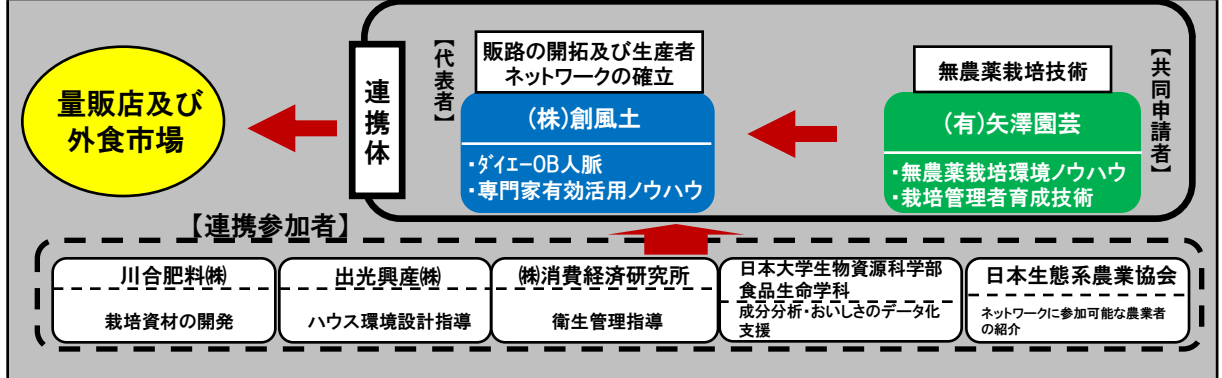 量販店及び
外食市場
連携体
【代表者】
販路の開拓及び生産者
ネットワークの確立
(株)創風土
・ダイエーOB人脈
・専門家有効活用ノウハウ
無農薬栽培技術
(有)矢澤園芸
・無農薬栽培環境ノウハウ
・栽培管理者育成技術
【共同申請者】
【連携参加者】
川合肥料㈱
栽培資材の開発
出光興産㈱
ハウス環境設計指導
㈱消費経済研究所
衛生管理指導
日本大学生物資源科学部
食品生命学科
成分分析・おいしさのデータ化
支援
日本生態系農業協会
ネットワークに参加可能な農業者
の紹介